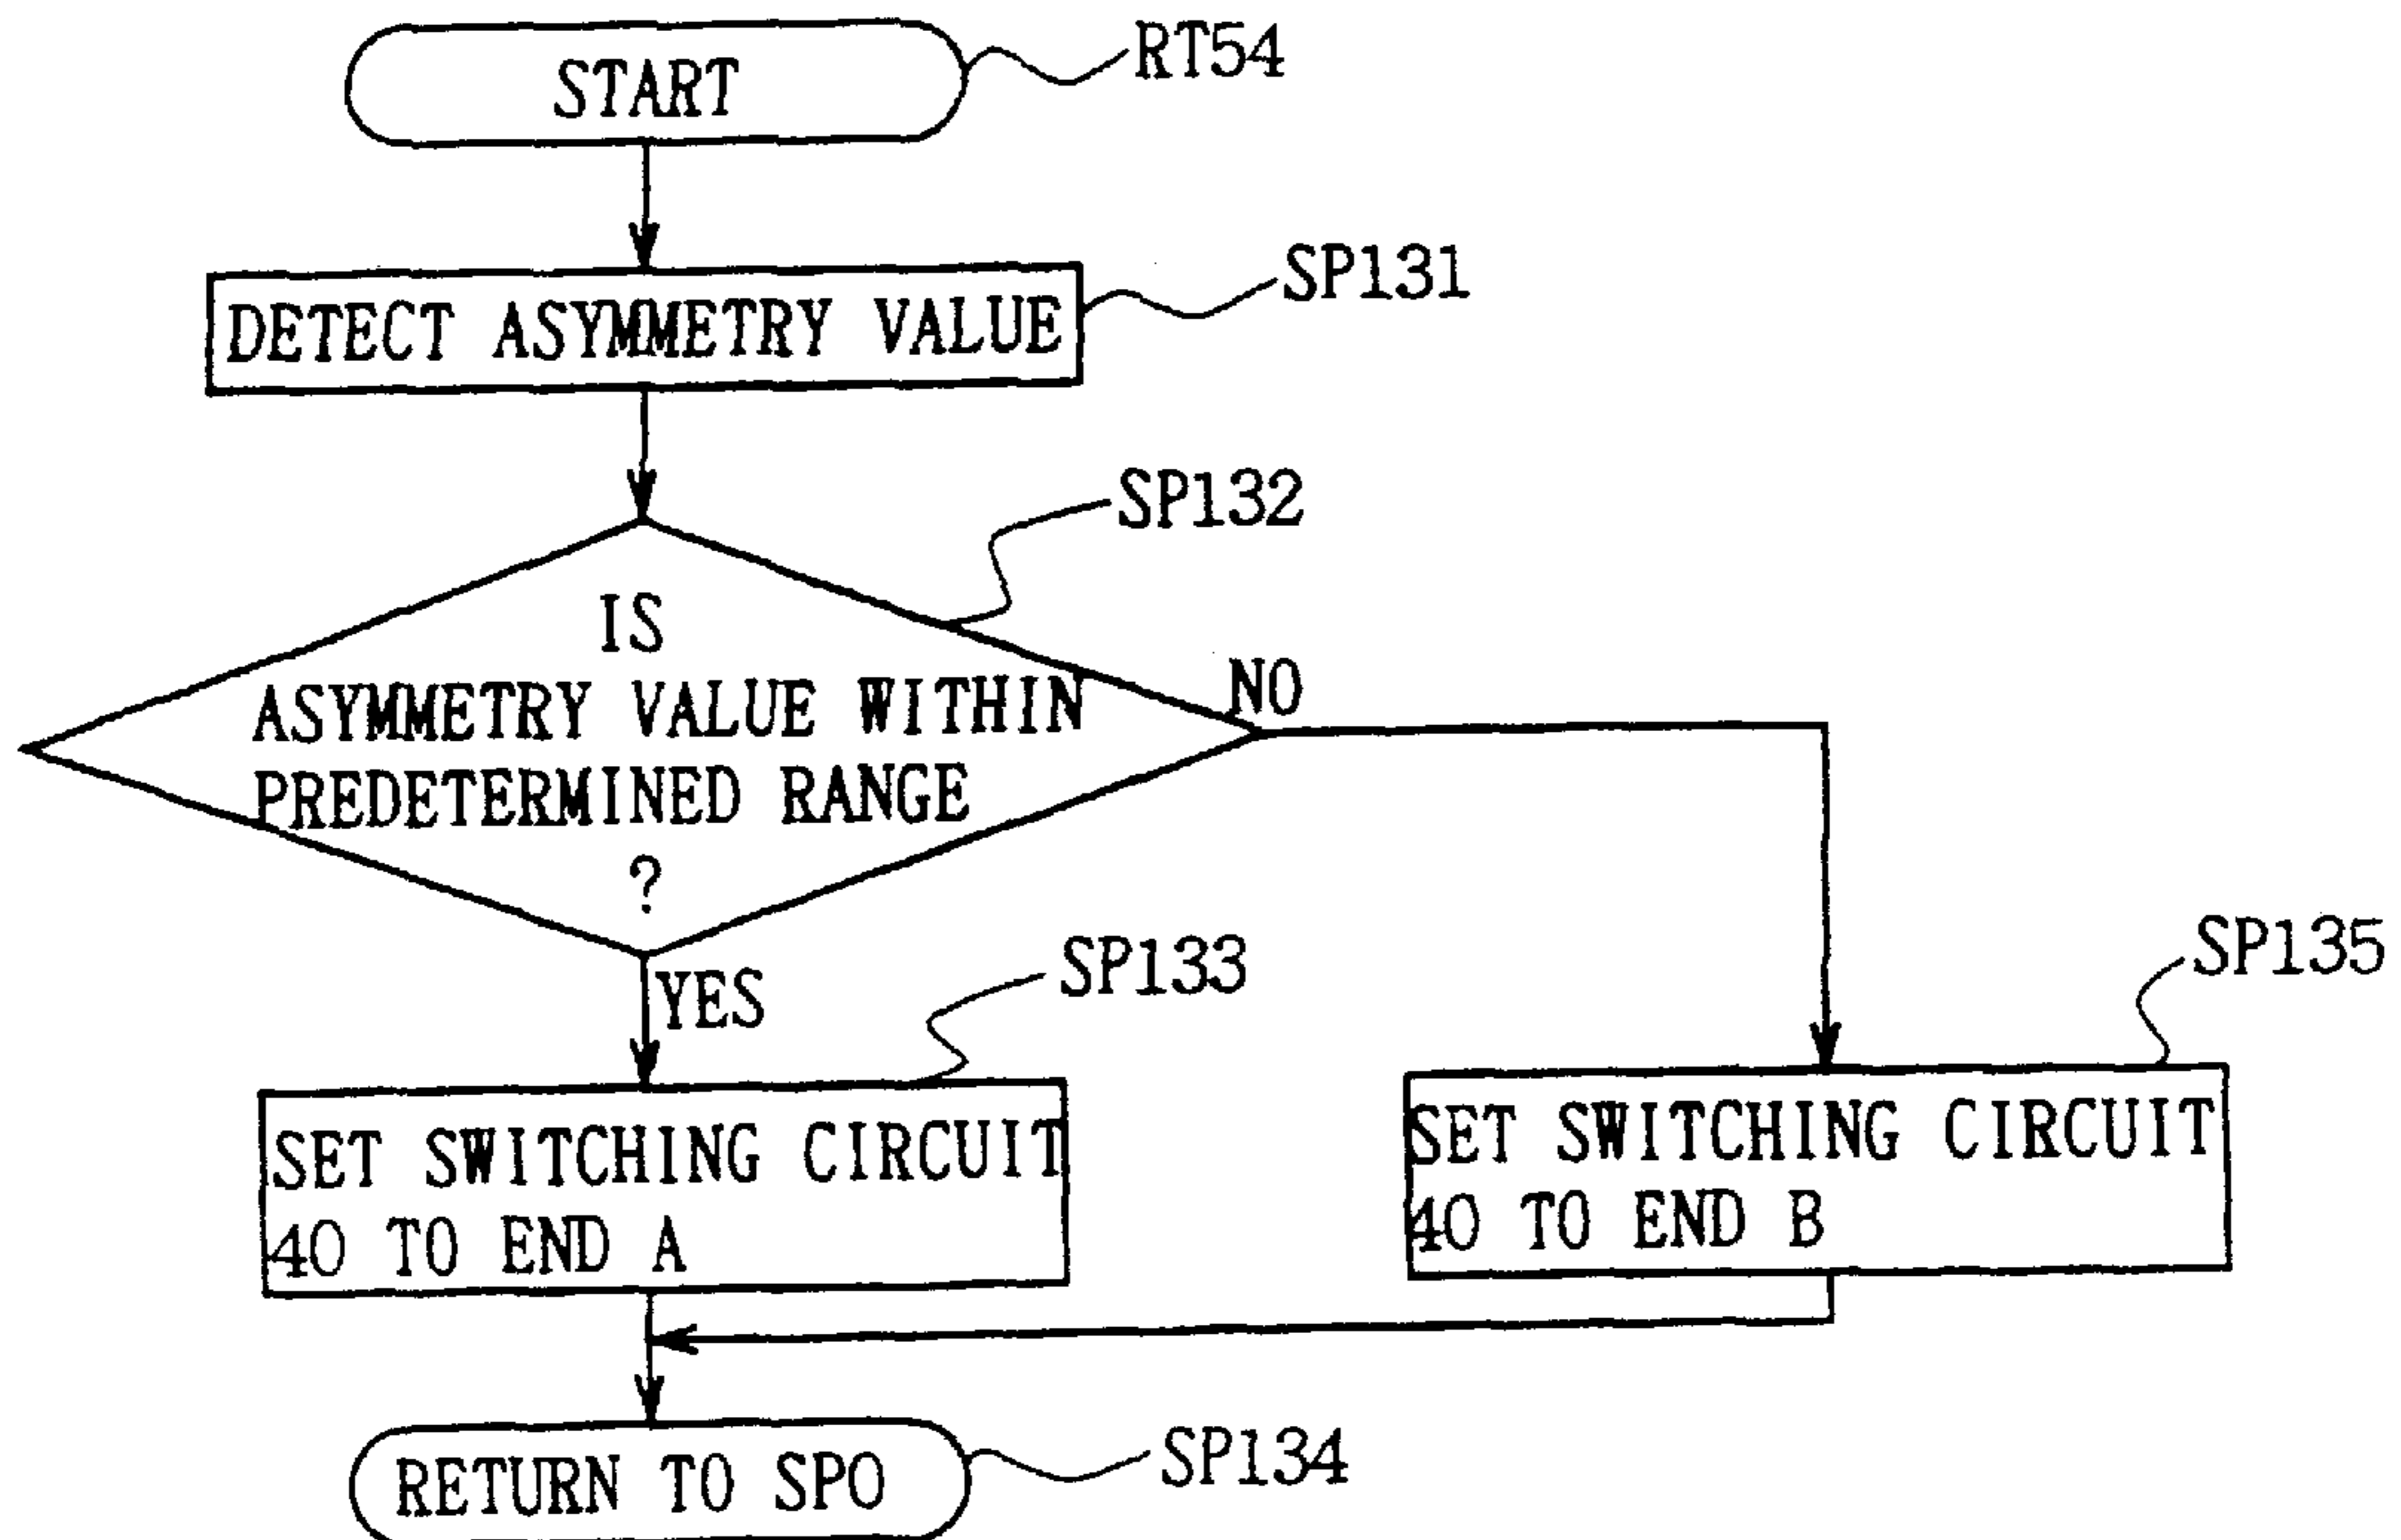 START
RT54
DETECT ASYMMETRY VALUE
SP131
SP132
IS
ASYMMETRY VALUE WITHIN
PREDETERMINED RANGE
?
NO
YES
SP133
SET SWITCHING CIRCUIT
40 TO END A
SP135
SET SWITCHING CIRCUIT
40 TO END B
RETURN TO SP0
SP134